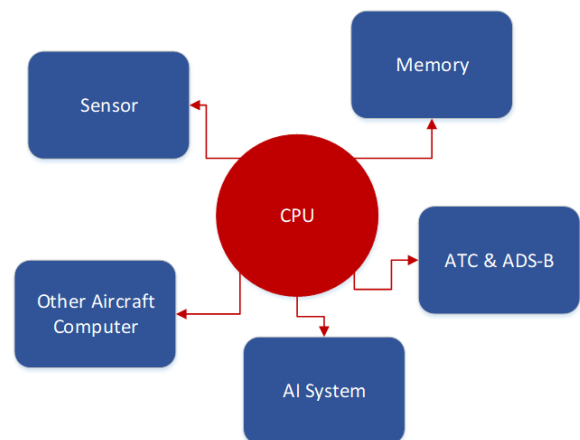 Memory
Sensor
CPU
ATC & ADS-B
Other Aircraft
Computer
AI System